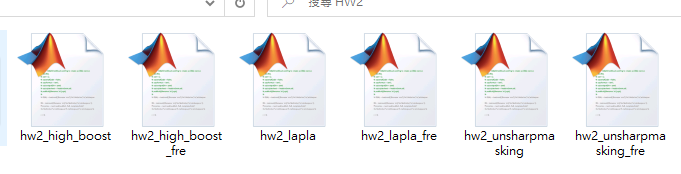 搜尋 HW2
hw2_high_boost
hw2_high_boost
_fre
hw2_lapla
hw2_lapla_fre
hw2_unsharpma
sking
hw2_unsharpma
sking_fre